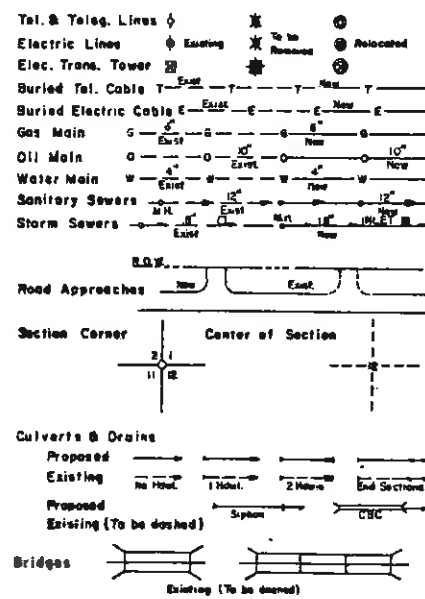 Tel. & Teleg. Lines
Electric Lines Existing To be Removed Relocated
Elec. Trans. Tower
Buried Tel. Cable T Exist T T New T
Buried Electric Cable E Exist E E New E
Gas Main G 6" Exist G G 6" New G
Oil Main O O 10" Exist. O O 10" New
Water Main W 4" Exist W W 4" New W
Sanitary Sewers M.H. 12" Exist 12" New
Storm Sewers Exist M.H. 18" New INLET
R.O.W.
Road Approaches New Exist.
Section Corner Center of Section
2 1
11 12
Culverts & Drains
Proposed
Existing No Hdwl. 1 Hdwl. 2 Hdwls End Sections
Proposed Siphon CBC
Existing (To be dashed)
Bridges
Existing (To be dashed)